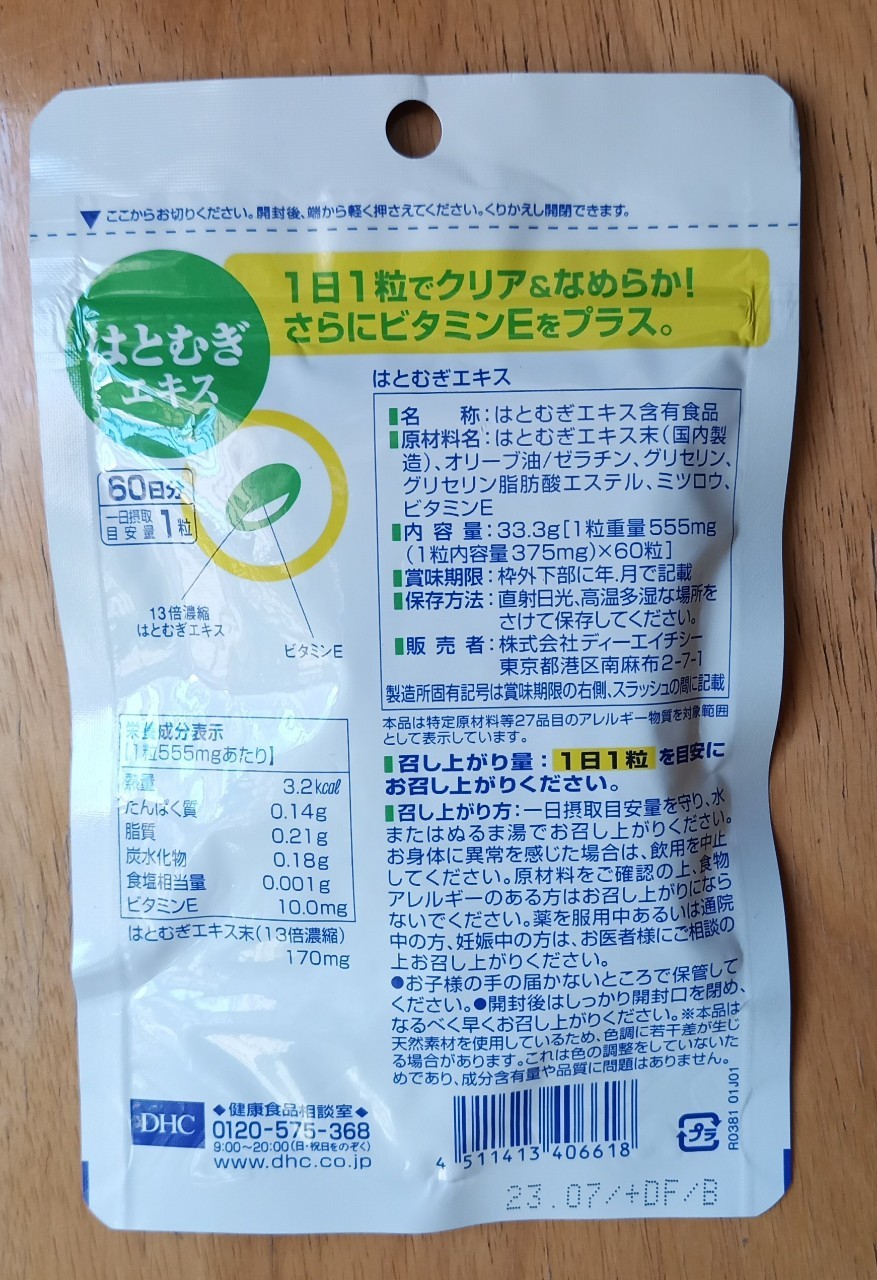 ▼ここからお切りください。開封後、端から軽く押さえてください。くりかえし開閉できます。
はとむぎ
エキス
1日1粒でクリア&なめらか!
さらにビタミンEをプラス。
60日分
一日摂取
目安量 1粒
13倍濃縮
はとむぎエキス
ビタミンE
はとむぎエキス
名 称:はとむぎエキス含有食品
原材料名:はとむぎエキス末(国内製
造)、オリーブ油/ゼラチン、グリセリン、
グリセリン脂肪酸エステル、ミツロウ、
ビタミンE
内 容 量:33.3g[1粒重量555mg
(1粒内容量375mg)×60粒]
賞味期限:枠外下部に年.月で記載
保存方法:直射日光、高温多湿な場所を
さけて保存してください。
販 売 者:株式会社ディーエイチシー
東京都港区南麻布2-7-1
製造所固有記号は賞味期限の右側、スラッシュの間に記載
本品は特定原材料等27品目のアレルギー物質を対象範囲
として表示しています。
栄養成分表示
[1粒555mgあたり]
熱量 3.2kcal
たんぱく質 0.14g
脂質 0.21g
炭水化物 0.18g
食塩相当量 0.001g
ビタミンE 10.0mg
はとむぎエキス末(13倍濃縮)
170mg
召し上がり量:1日1粒を目安に
お召し上がりください。
召し上がり方:一日摂取目安量を守り、水
またはぬるま湯でお召し上がりください。
お身体に異常を感じた場合は、飲用を中止
してください。原材料をご確認の上、食物
アレルギーのある方はお召し上がりになら
ないでください。薬を服用中あるいは通院
中の方、妊娠中の方は、お医者様にご相談の
上お召し上がりください。
●お子様の手の届かないところで保管して
ください。●開封後はしっかり開封口を閉め、
なるべく早くお召し上がりください。※本品は
天然素材を使用しているため、色調に若干差が生じ
る場合があります。これは色の調整をしていないた
めであり、成分含有量や品質に問題はありません。
DHC
◆健康食品相談室◆
0120-575-368
9:00~20:00(日・祝日をのぞく)
www.dhc.co.jp
4 511413 406618
プラ
R0381 01J01
23.07/+DF/B